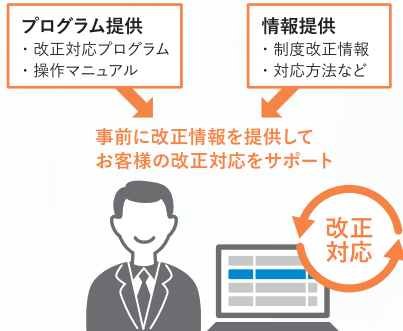 プログラム提供
・改正対応プログラム
・操作マニュアル
情報提供
・制度改正情報
・対応方法など
事前に改正情報を提供して
お客様の改正対応をサポート
改正
対応